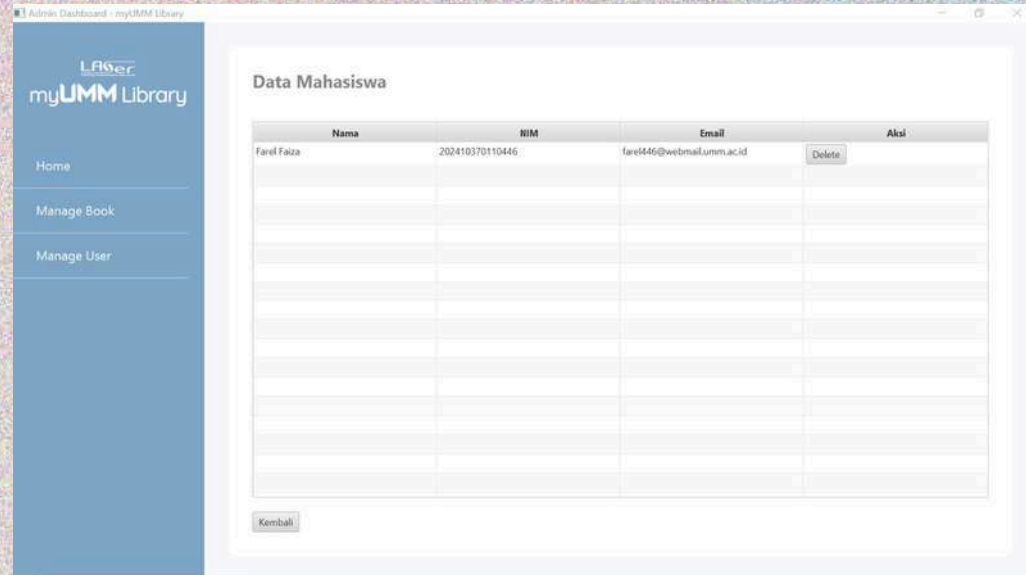 Admin Dashboard - myUMM Library
LASer
myUMM Library
Home
Manage Book
Manage User
Data Mahasiswa
Nama NIM Email Aksi
Farel Faiza 202410370110446 farel446@webmail.umm.ac.id Delete
Kembali